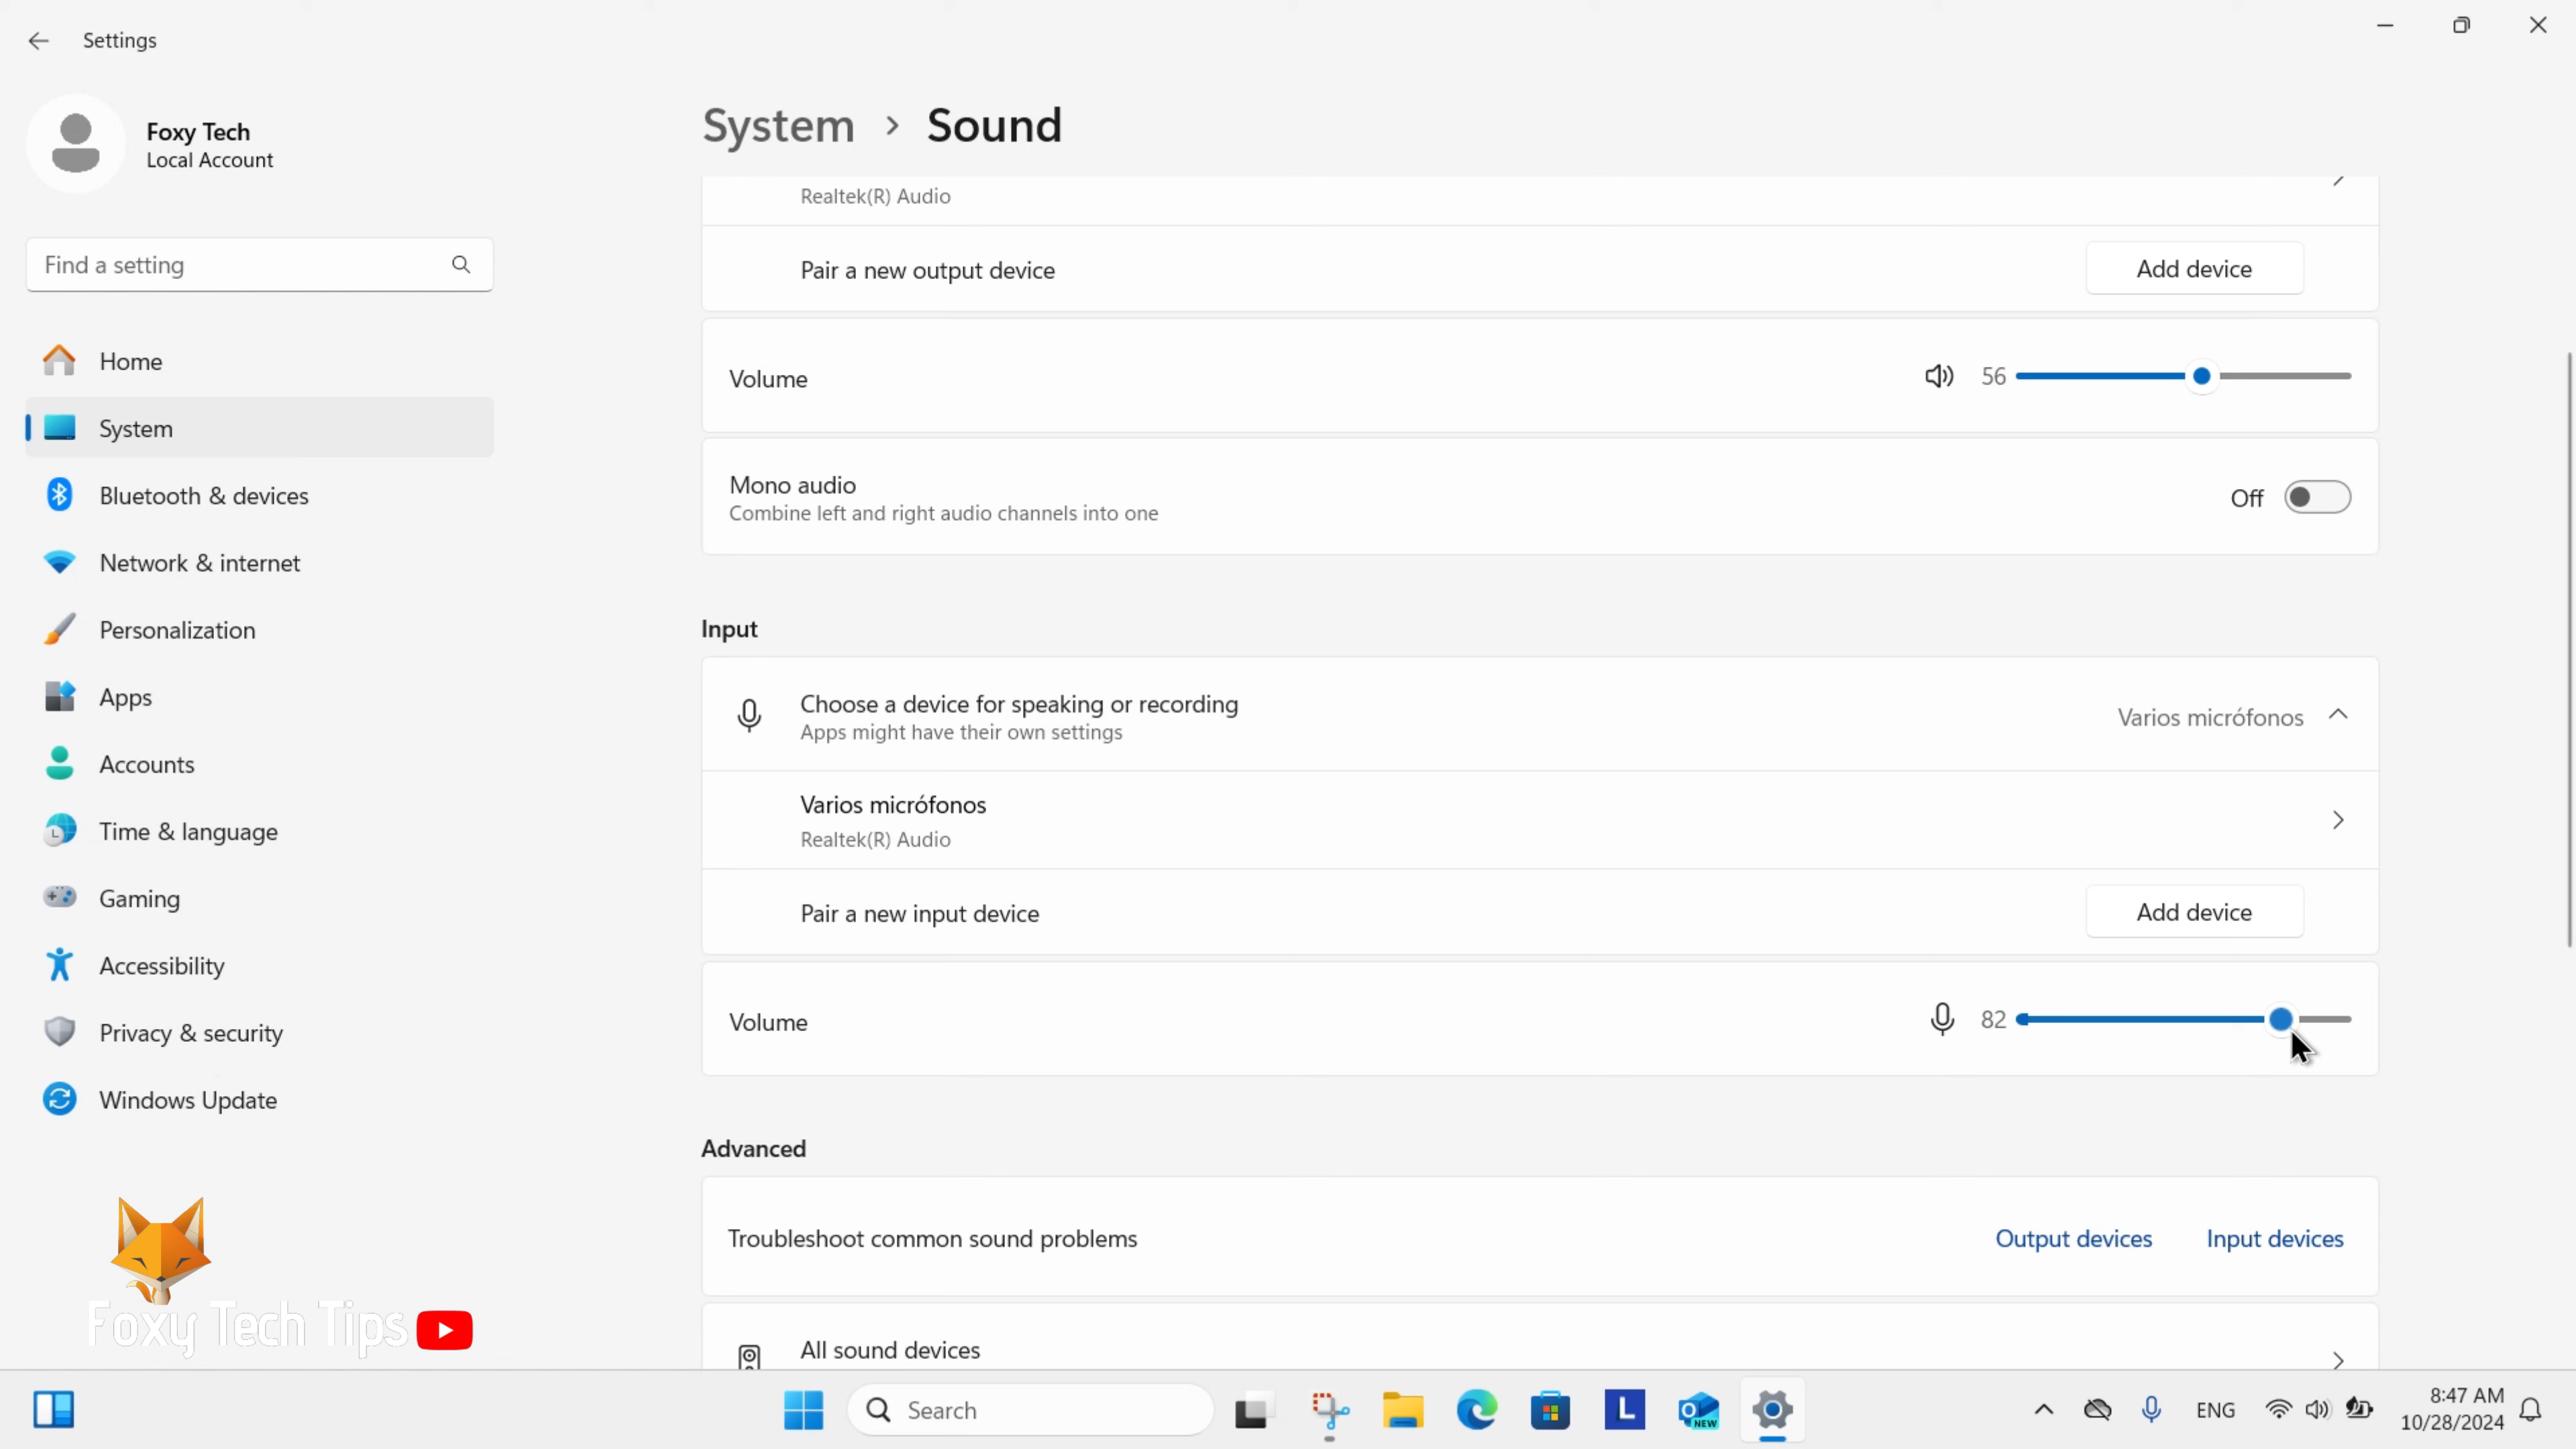 Settings
Foxy Tech
Local Account
Find a setting
Home
System
Bluetooth & devices
Network & internet
Personalization
Apps
Accounts
Time & language
Gaming
Accessibility
Privacy & security
Windows Update
Foxy Tech Tips
System > Sound
Realtek(R) Audio
Pair a new output device
Add device
Volume
56
Mono audio
Combine left and right audio channels into one
Off
Input
Choose a device for speaking or recording
Apps might have their own settings
Varios micrófonos
Varios micrófonos
Realtek(R) Audio
Pair a new input device
Add device
Volume
82
Advanced
Troubleshoot common sound problems
Output devices
Input devices
All sound devices
Search
L
O
NEW
ENG
8:47 AM
10/28/2024